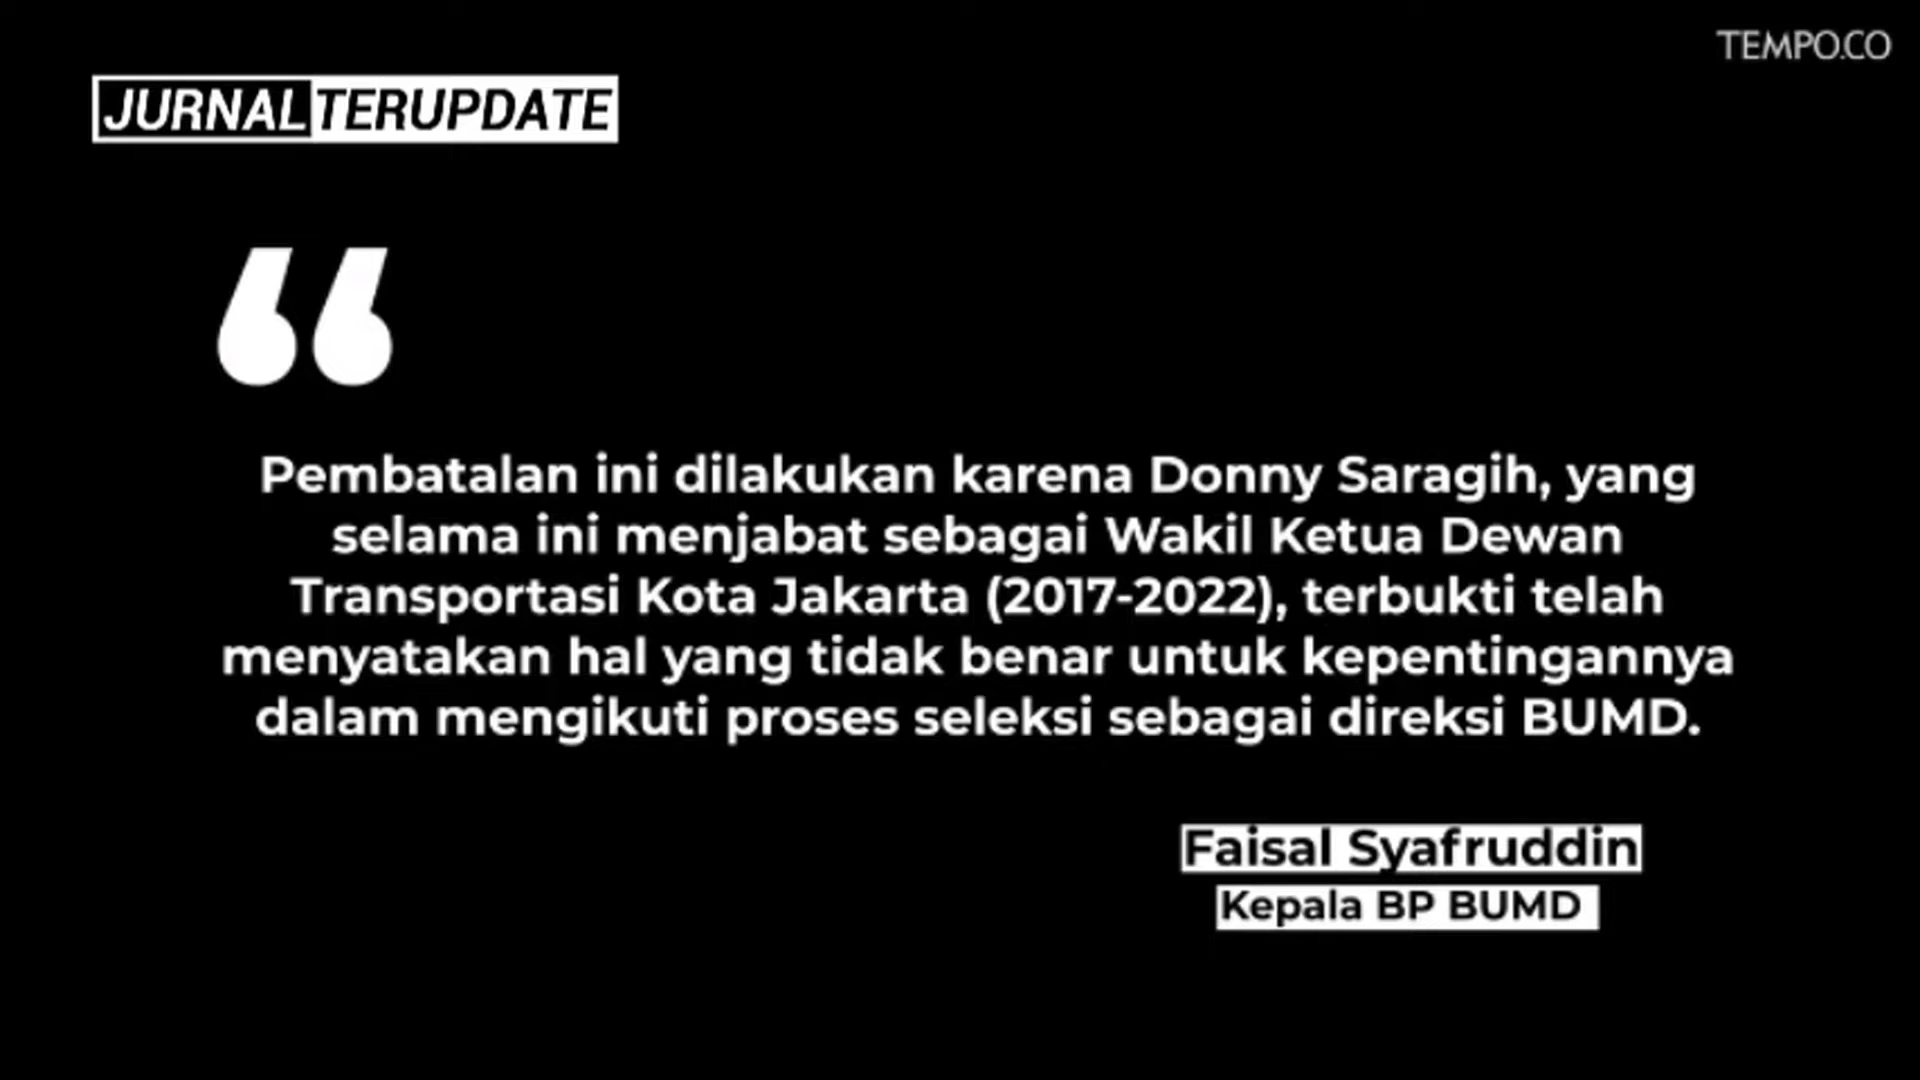 TEMPO.CO
JURNAL TERUPDATE
“
Pembatalan ini dilakukan karena Donny Saragih, yang
selama ini menjabat sebagai Wakil Ketua Dewan
Transportasi Kota Jakarta (2017-2022), terbukti telah
menyatakan hal yang tidak benar untuk kepentingannya
dalam mengikuti proses seleksi sebagai direksi BUMD.
Faisal Syafruddin
Kepala BP BUMD